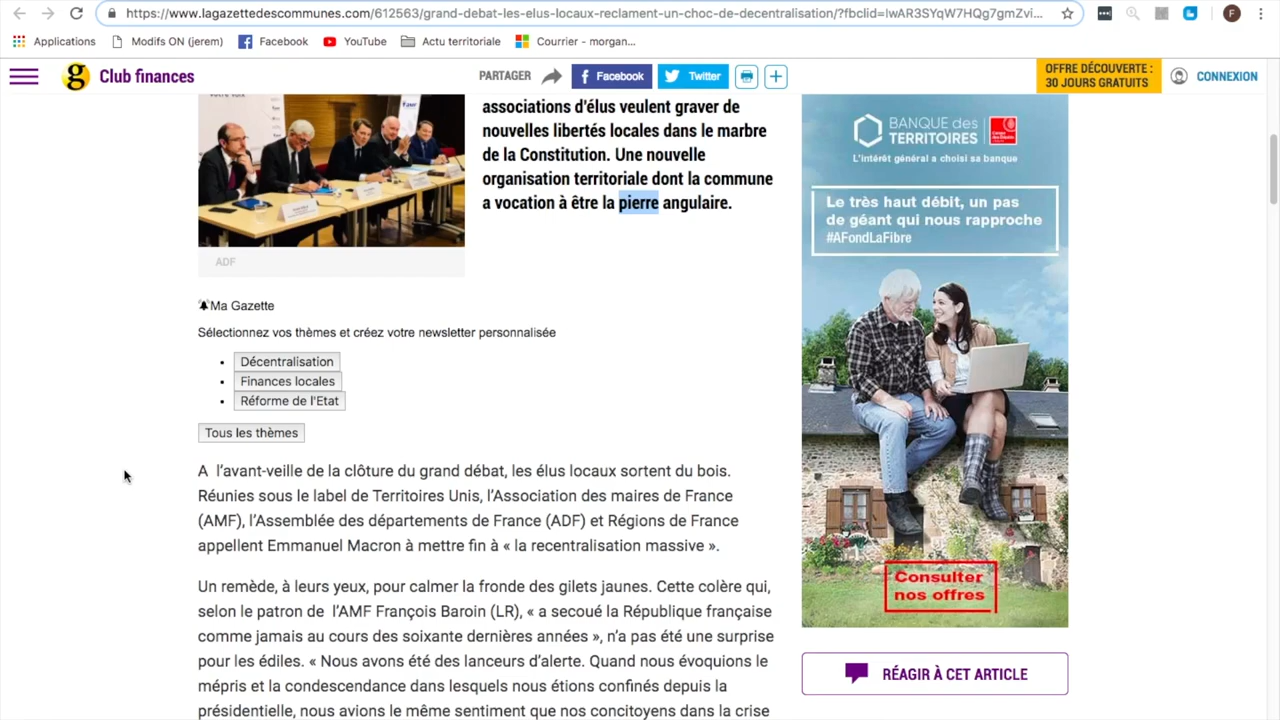 https://www.lagazettedescommunes.com/612563/grand-debat-les-elus-locaux-reclament-un-choc-de-decentralisation/?fbclid=IwAR3SYqW7HQg7gmZvi...
F
Applications
Modifs ON (jerem)
Facebook
YouTube
Actu territoriale
Courrier - morgan...
g
Club finances
PARTAGER
Facebook
Twitter
OFFRE DÉCOUVERTE :
30 JOURS GRATUITS
CONNEXION
associations d'élus veulent graver de
nouvelles libertés locales dans le marbre
de la Constitution. Une nouvelle
organisation territoriale dont la commune
a vocation à être la pierre angulaire.
ADF
Ma Gazette
Sélectionnez vos thèmes et créez votre newsletter personnalisée
Décentralisation
Finances locales
Réforme de l'Etat
Tous les thèmes
A l'avant-veille de la clôture du grand débat, les élus locaux sortent du bois.
Réunies sous le label de Territoires Unis, l'Association des maires de France
(AMF), l'Assemblée des départements de France (ADF) et Régions de France
appellent Emmanuel Macron à mettre fin à « la recentralisation massive ».
Un remède, à leurs yeux, pour calmer la fronde des gilets jaunes. Cette colère qui,
selon le patron de l'AMF François Baroin (LR), « a secoué la République française
comme jamais au cours des soixante dernières années », n'a pas été une surprise
pour les édiles. « Nous avons été des lanceurs d'alerte. Quand nous évoquions le
mépris et la condescendance dans lesquels nous étions confinés depuis la
présidentielle, nous avions le même sentiment que nos concitoyens dans la crise
BANQUE des
TERRITOIRES
L'intérêt général a choisi sa banque
Le très haut débit, un pas
de géant qui nous rapproche
#AFondLaFibre
Consulter
nos offres
RÉAGIR À CET ARTICLE